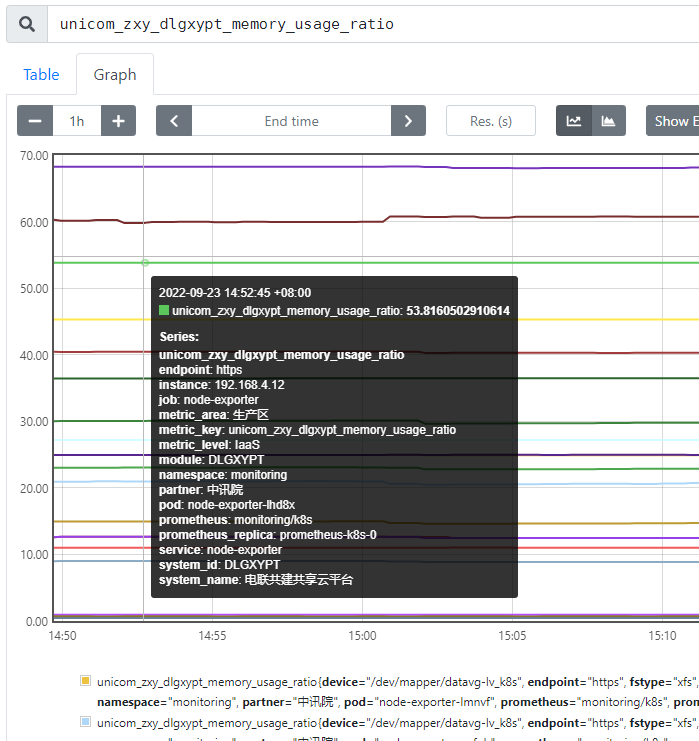 unicom_zxy_dlgxypt_memory_usage_ratio
Table
Graph
1h
End time
Res. (s)
Show E
70.00
60.00
50.00
40.00
30.00
20.00
10.00
0.00
2022-09-23 14:52:45 +08:00
unicom_zxy_dlgxypt_memory_usage_ratio: 53.8160502910614
Series:
unicom_zxy_dlgxypt_memory_usage_ratio
endpoint: https
instance: 192.168.4.12
job: node-exporter
metric_area: 生产区
metric_key: unicom_zxy_dlgxypt_memory_usage_ratio
metric_level: IaaS
module: DLGXYPT
namespace: monitoring
partner: 中讯院
pod: node-exporter-lhd8x
prometheus: monitoring/k8s
prometheus_replica: prometheus-k8s-0
service: node-exporter
system_id: DLGXYPT
system_name: 电联共建共享云平台
14:50
14:55
15:00
15:05
15:10
unicom_zxy_dlgxypt_memory_usage_ratio{device="/dev/mapper/datavg-lv_k8s", endpoint="https", fstype="xfs",
namespace="monitoring", partner="中讯院", pod="node-exporter-lmnvf", prometheus="monitoring/k8s", prom
unicom_zxy_dlgxypt_memory_usage_ratio{device="/dev/mapper/datavg-lv_k8s", endpoint="https", fstype="xfs",